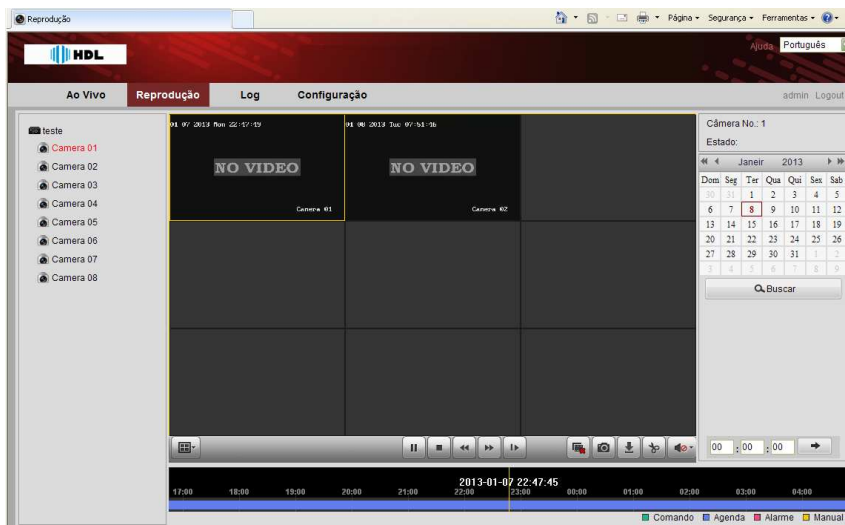 Reprodução
Página
Segurança
Ferramentas
HDL
Ajuda
Português
Ao Vivo
Reprodução
Log
Configuração
admin Logout
teste
Camera 01
Camera 02
Camera 03
Camera 04
Camera 05
Camera 06
Camera 07
Camera 08
01 07 2013 Mon 22:47:49
NO VIDEO
Camera 01
01 08 2013 Tue 07:51:46
NO VIDEO
Camera 02
Câmera No.: 1
Estado:
Janeir 2013
Dom Seg Ter Qua Qui Sex Sab
30 31 1 2 3 4 5
6 7 8 9 10 11 12
13 14 15 16 17 18 19
20 21 22 23 24 25 26
27 28 29 30 31 1 2
3 4 5 6 7 8 9
Buscar
00 : 00 : 00
2013-01-07 22:47:45
17:00 18:00 19:00 20:00 21:00 22:00 23:00 00:00 01:00 02:00 03:00 04:00
Comando Agenda Alarme Manual